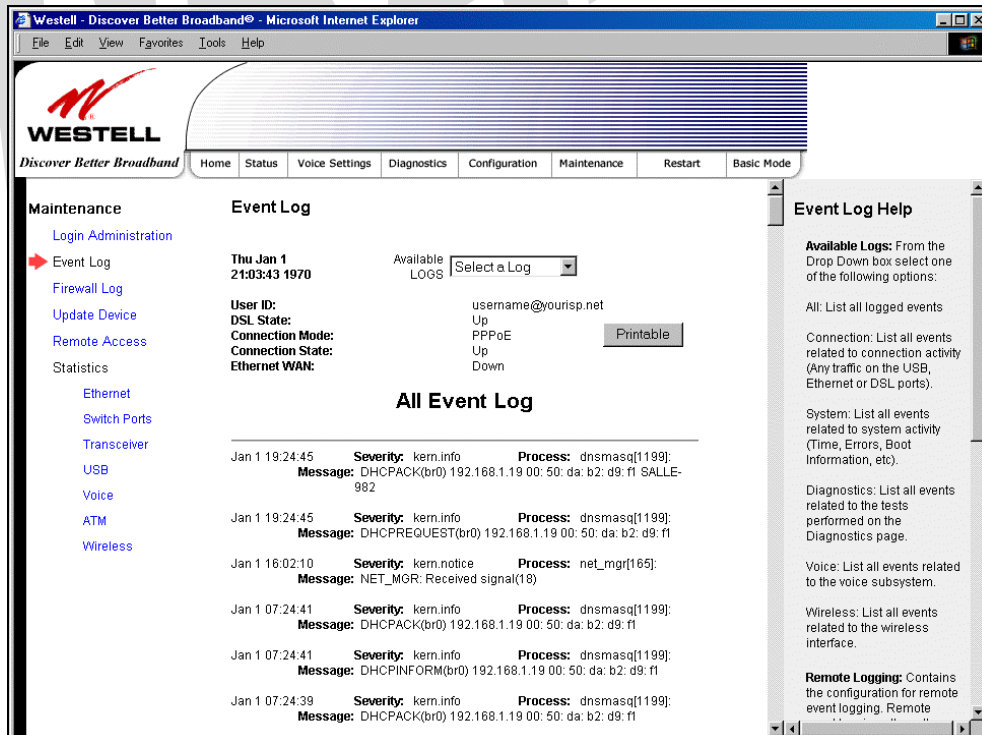 Westell - Discover Better Broadband® - Microsoft Internet Explorer
File Edit View Favorites Tools Help
WESTELL
Discover Better Broadband
Home Status Voice Settings Diagnostics Configuration Maintenance Restart Basic Mode
Maintenance
Login Administration
Event Log
Firewall Log
Update Device
Remote Access
Statistics
Ethernet
Switch Ports
Transceiver
USB
Voice
ATM
Wireless
Event Log
Thu Jan 1
21:03:43 1970
Available
LOGS
Select a Log
User ID: username@yourisp.net
DSL State: Up
Connection Mode: PPPoE
Connection State: Up
Ethernet WAN: Down
Printable
All Event Log
Jan 1 19:24:45 Severity: kern.info Process: dnsmasq[1199]:
Message: DHCPACK(br0) 192.168.1.19 00: 50: da: b2: d9: f1 SALLE-
982
Jan 1 19:24:45 Severity: kern.info Process: dnsmasq[1199]:
Message: DHCPREQUEST(br0) 192.168.1.19 00: 50: da: b2: d9: f1
Jan 1 16:02:10 Severity: kern.notice Process: net_mgr[165]:
Message: NET_MGR: Received signal(18)
Jan 1 07:24:41 Severity: kern.info Process: dnsmasq[1199]:
Message: DHCPACK(br0) 192.168.1.19 00: 50: da: b2: d9: f1
Jan 1 07:24:41 Severity: kern.info Process: dnsmasq[1199]:
Message: DHCPINFORM(br0) 192.168.1.19 00: 50: da: b2: d9: f1
Jan 1 07:24:39 Severity: kern.info Process: dnsmasq[1199]:
Message: DHCPACK(br0) 192.168.1.19 00: 50: da: b2: d9: f1
Event Log Help
Available Logs: From the
Drop Down box select one
of the following options:
All: List all logged events
Connection: List all events
related to connection activity
(Any traffic on the USB,
Ethernet or DSL ports).
System: List all events
related to system activity
(Time, Errors, Boot
Information, etc).
Diagnostics: List all events
related to the tests
performed on the
Diagnostics page.
Voice: List all events related
to the voice subsystem.
Wireless: List all events
related to the wireless
interface.
Remote Logging: Contains
the configuration for remote
event logging. Remote